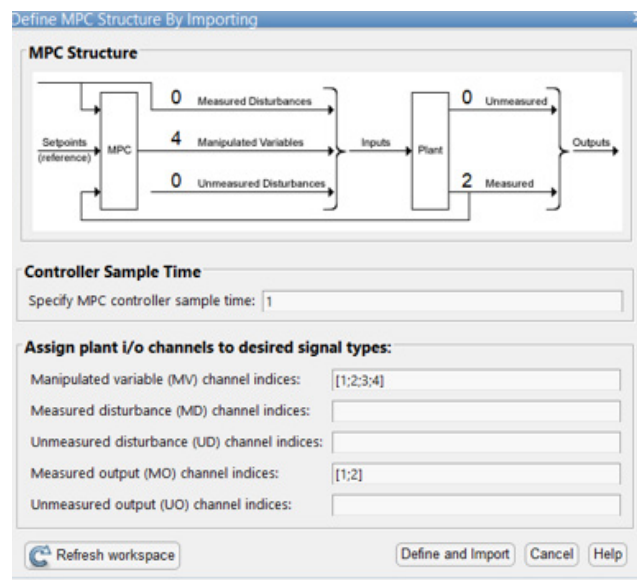 Define MPC Structure By Importing
MPC Structure
0 Measured Disturbances
0 Unmeasured
Setpoints
(reference)
MPC
4 Manipulated Variables
Inputs
Plant
Outputs
0 Unmeasured Disturbances
2 Measured
Controller Sample Time
Specify MPC controller sample time: 1
Assign plant i/o channels to desired signal types:
Manipulated variable (MV) channel indices: [1;2;3;4]
Measured disturbance (MD) channel indices:
Unmeasured disturbance (UD) channel indices:
Measured output (MO) channel indices: [1;2]
Unmeasured output (UO) channel indices:
Refresh workspace Define and Import Cancel Help